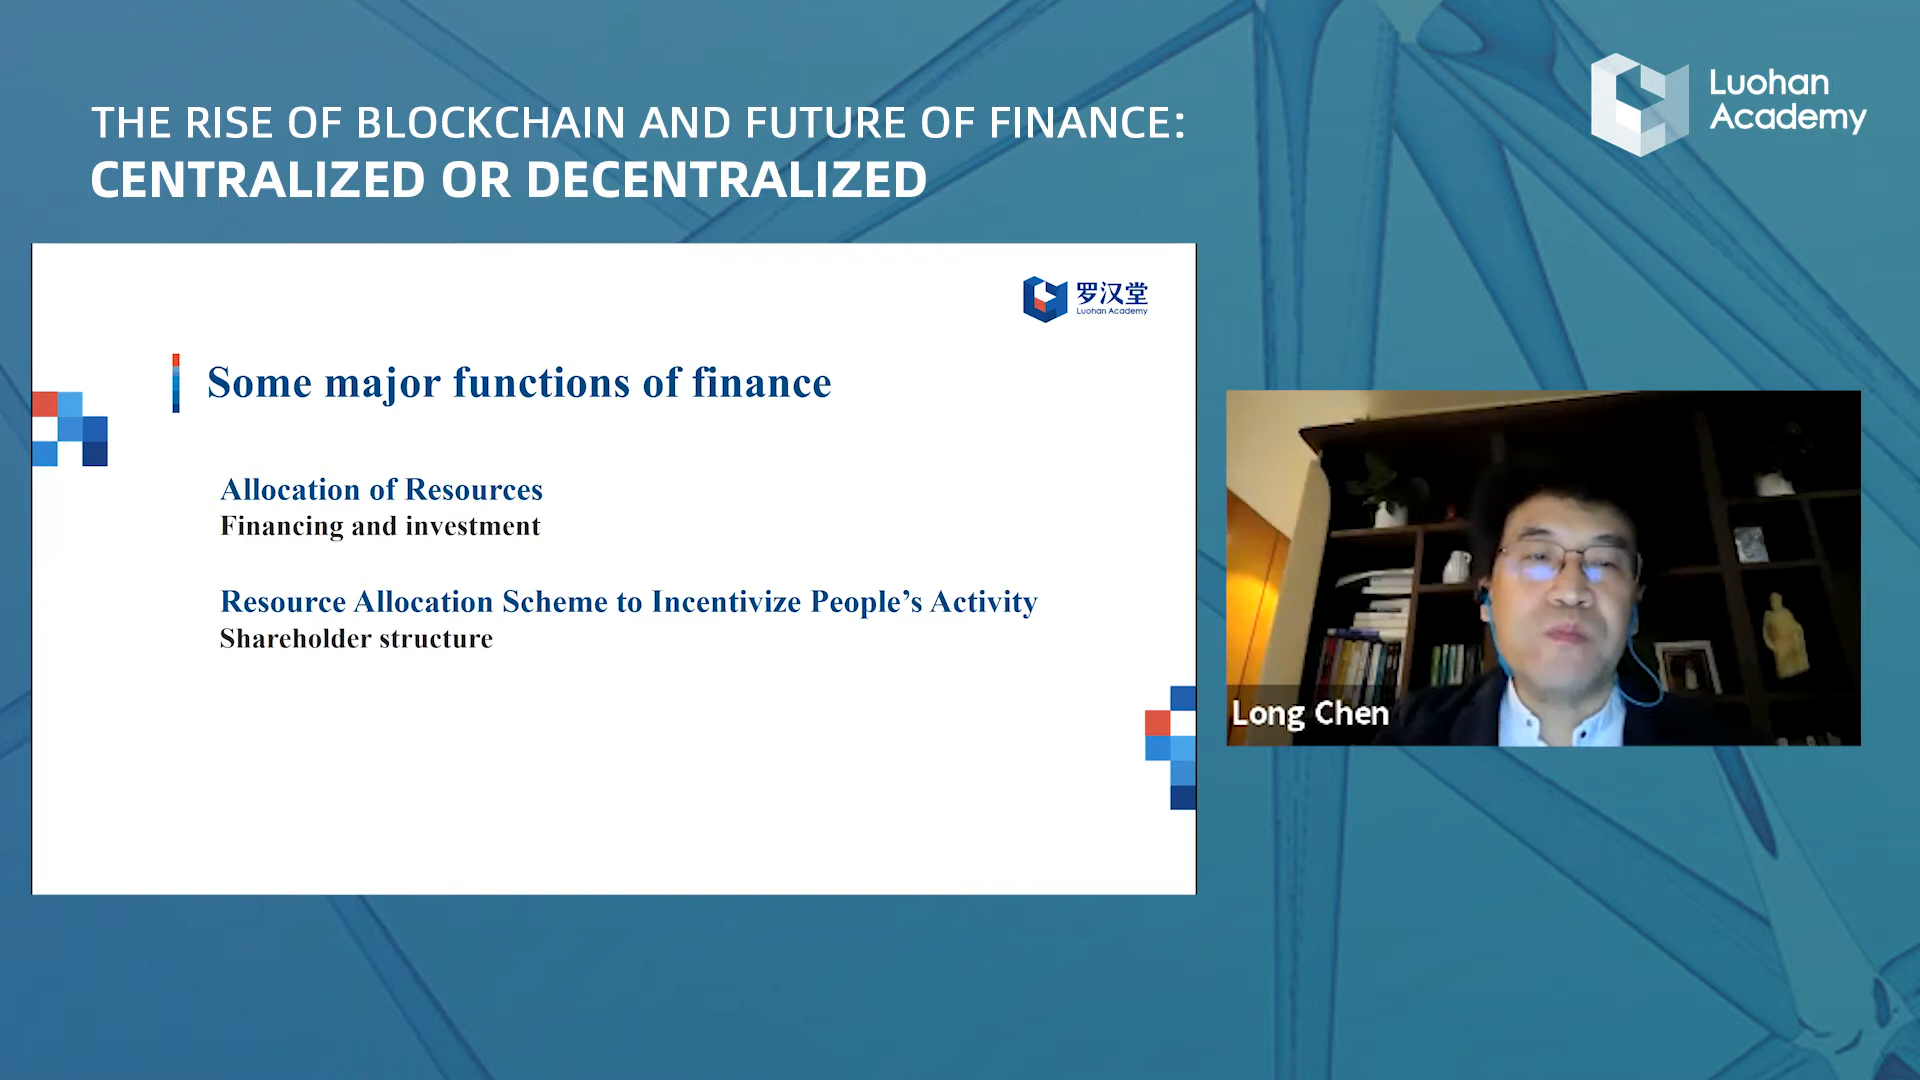 THE RISE OF BLOCKCHAIN AND FUTURE OF FINANCE:
CENTRALIZED OR DECENTRALIZED
Luohan
Academy
罗汉堂
Luohan Academy
Some major functions of finance
Allocation of Resources
Financing and investment
Resource Allocation Scheme to Incentivize People’s Activity
Shareholder structure
Long Chen